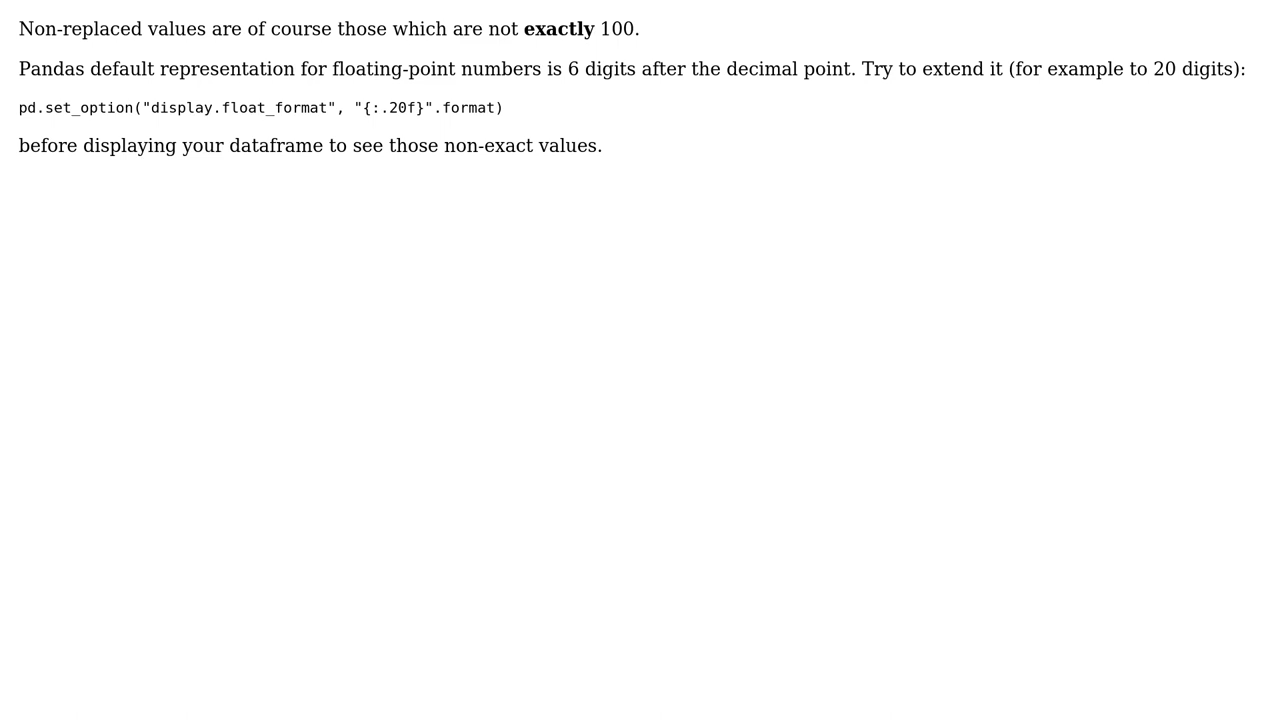 Non-replaced values are of course those which are not exactly 100.
Pandas default representation for floating-point numbers is 6 digits after the decimal point. Try to extend it (for example to 20 digits):
pd.set_option("display.float_format", "{:.20f}".format)
before displaying your dataframe to see those non-exact values.